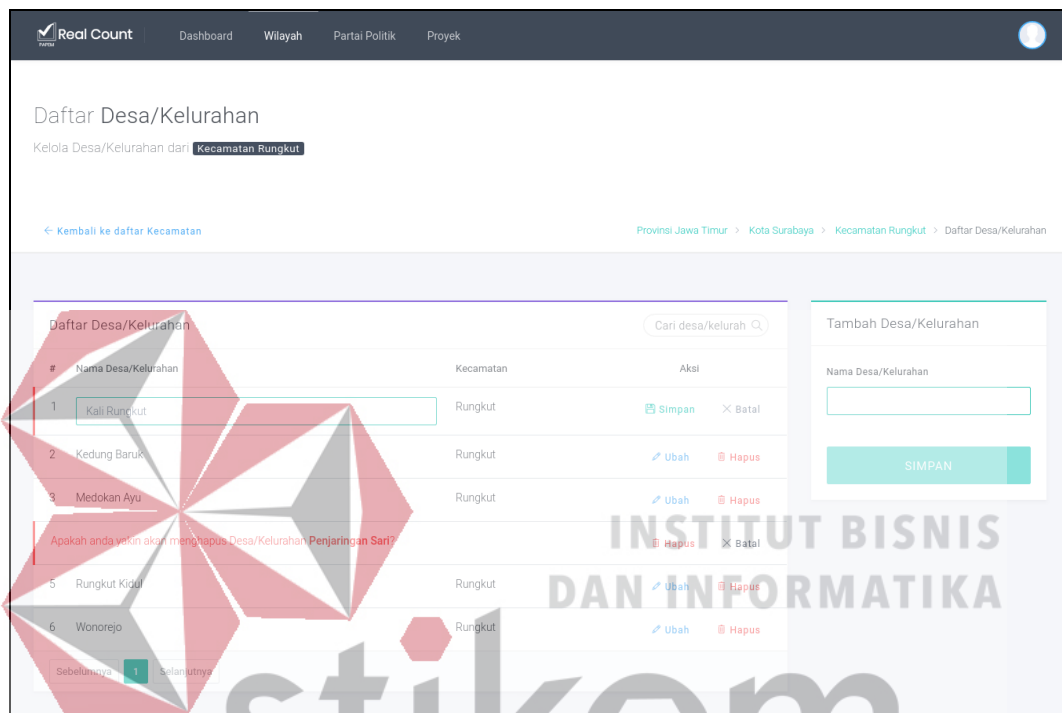 Real Count Dashboard Wilayah Partai Politik Proyek
PAPTIM
Daftar Desa/Kelurahan
Kelola Desa/Kelurahan dari Kecamatan Rungkut
← Kembali ke daftar Kecamatan
Provinsi Jawa Timur > Kota Surabaya > Kecamatan Rungkut > Daftar Desa/Kelurahan
Daftar Desa/Kelurahan Cari desa/kelurah
# Nama Desa/Kelurahan Kecamatan Aksi
1 Kali Rungkut Rungkut Simpan × Batal
2 Kedung Baruk Rungkut Ubah Hapus
3 Medokan Ayu Rungkut Ubah Hapus
Apakah anda yakin akan menghapus Desa/Kelurahan Penjaringan Sari? Hapus × Batal
5 Rungkut Kidul Rungkut Ubah Hapus
6 Wonorejo Rungkut Ubah Hapus
Sebelumnya 1 Selanjutnya
Tambah Desa/Kelurahan
Nama Desa/Kelurahan
SIMPAN
INSTITUT BISNIS
DAN INFORMATIKA
stikom